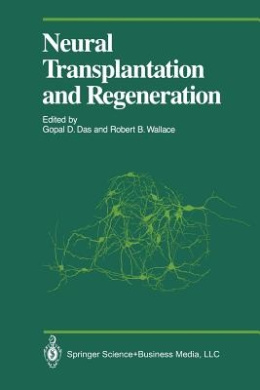 Neural
Transplantation
and Regeneration
Edited by
Gopal D. Das and Robert B. Wallace
Springer Science+Business Media, LLC